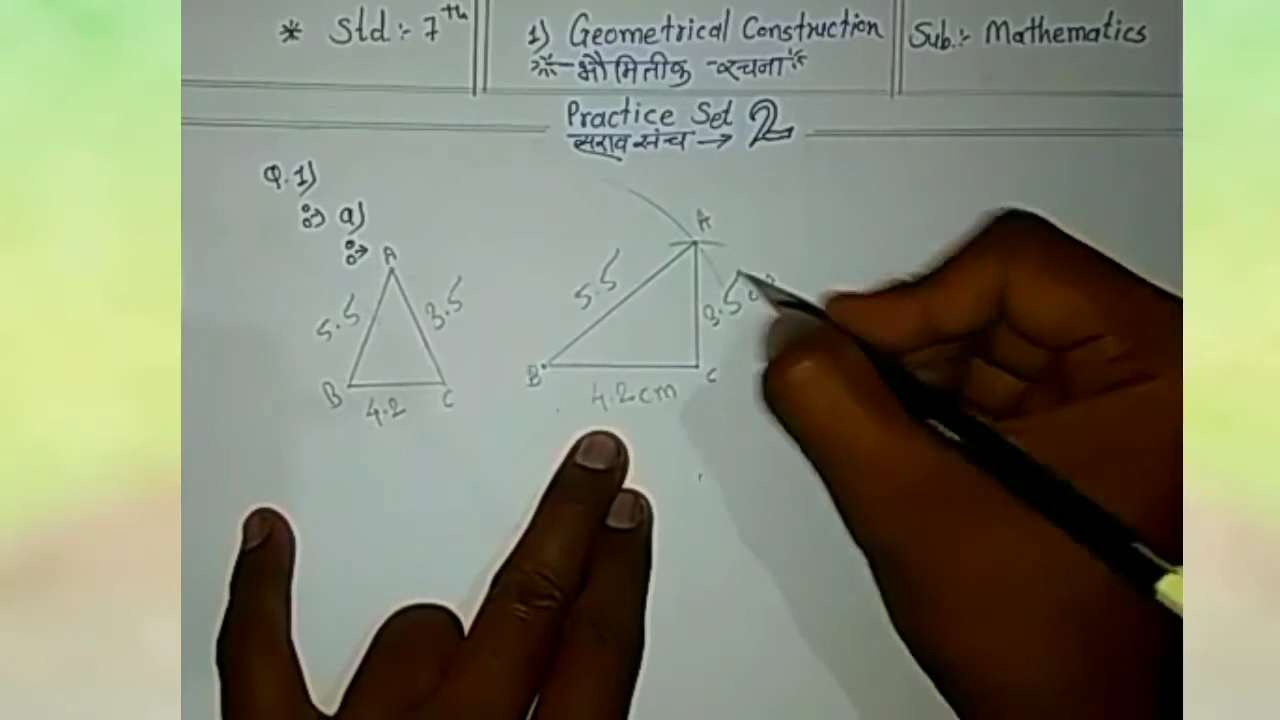 * Std:- 7th
1) Geometrical Construction
भौमितीक रचना
Sub:- Mathematics
Practice Set 2
सराव संच →
Q.1)
a)
A
5.5
3.5
B
C
4.2
A
5.5
3.5
B
C
4.2cm